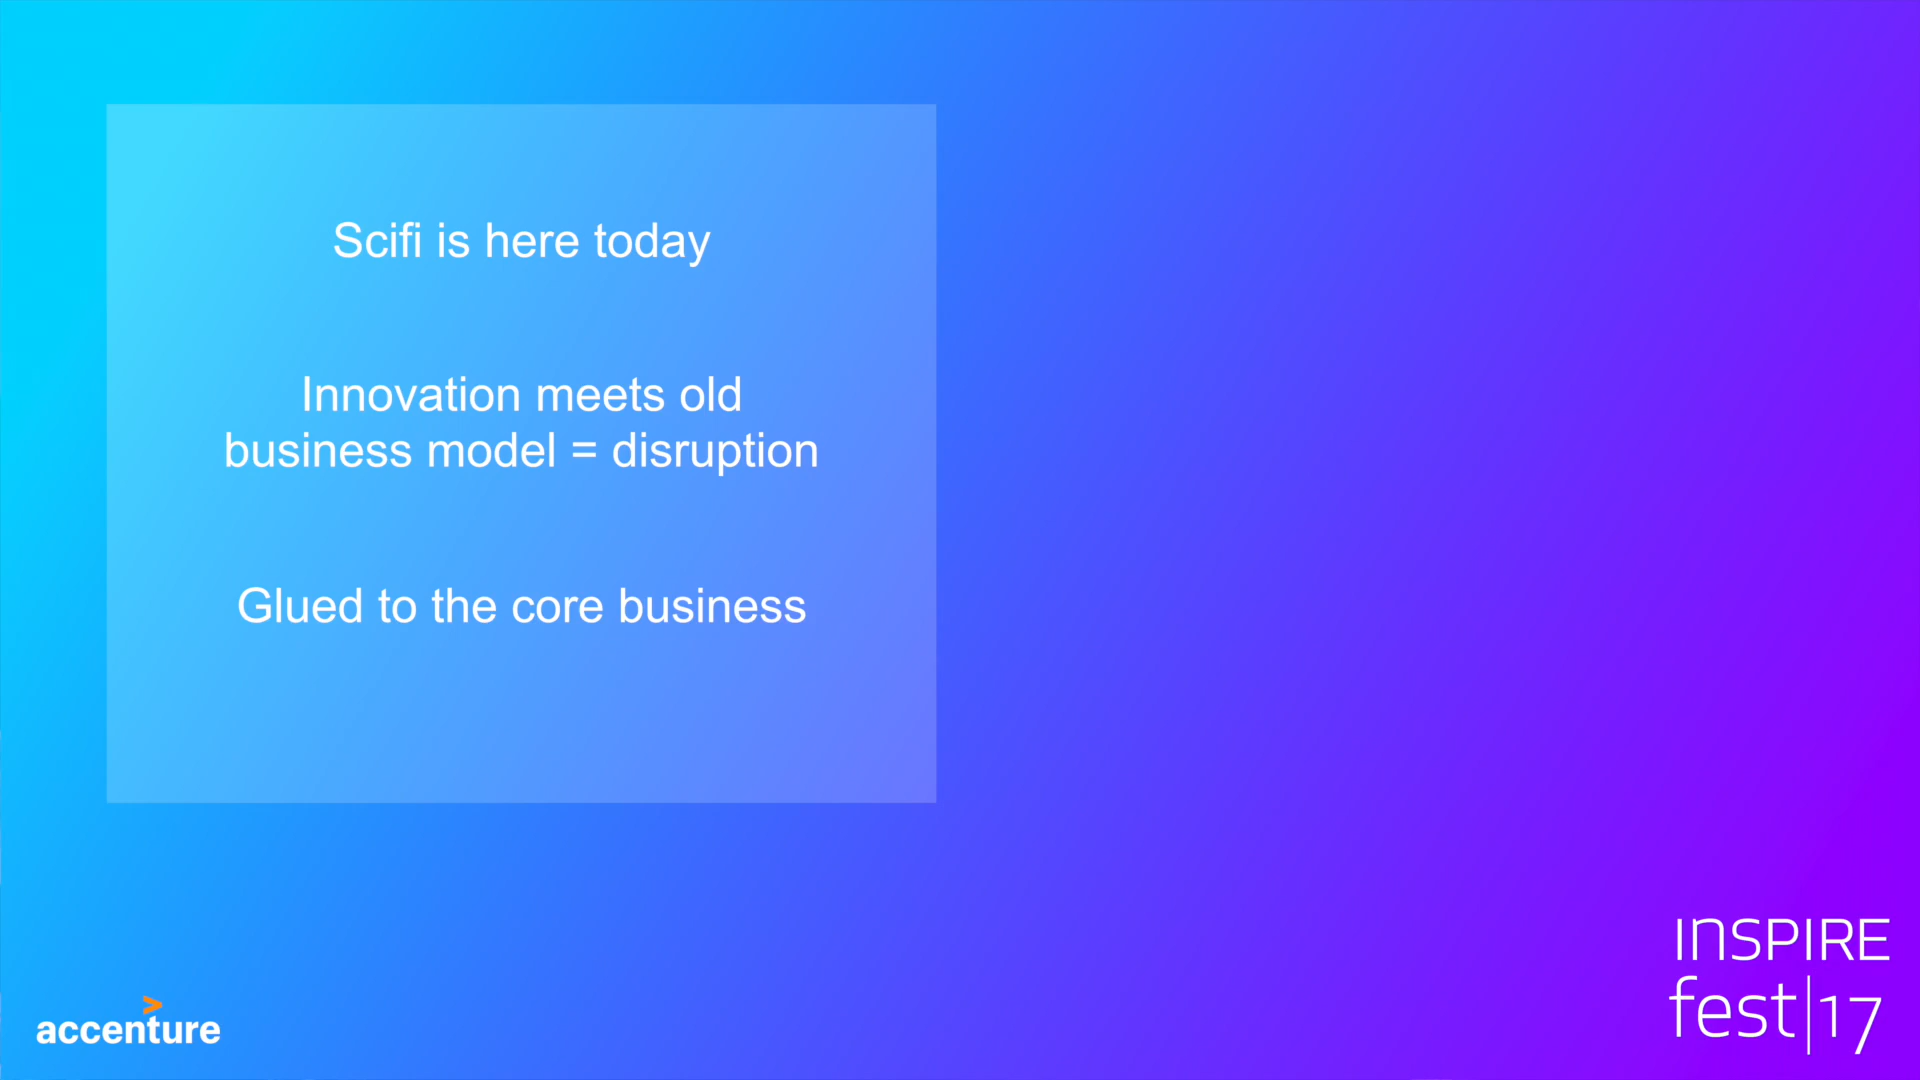 Scifi is here today
Innovation meets old
business model = disruption
Glued to the core business
accenture
INSPIRE
fest|17